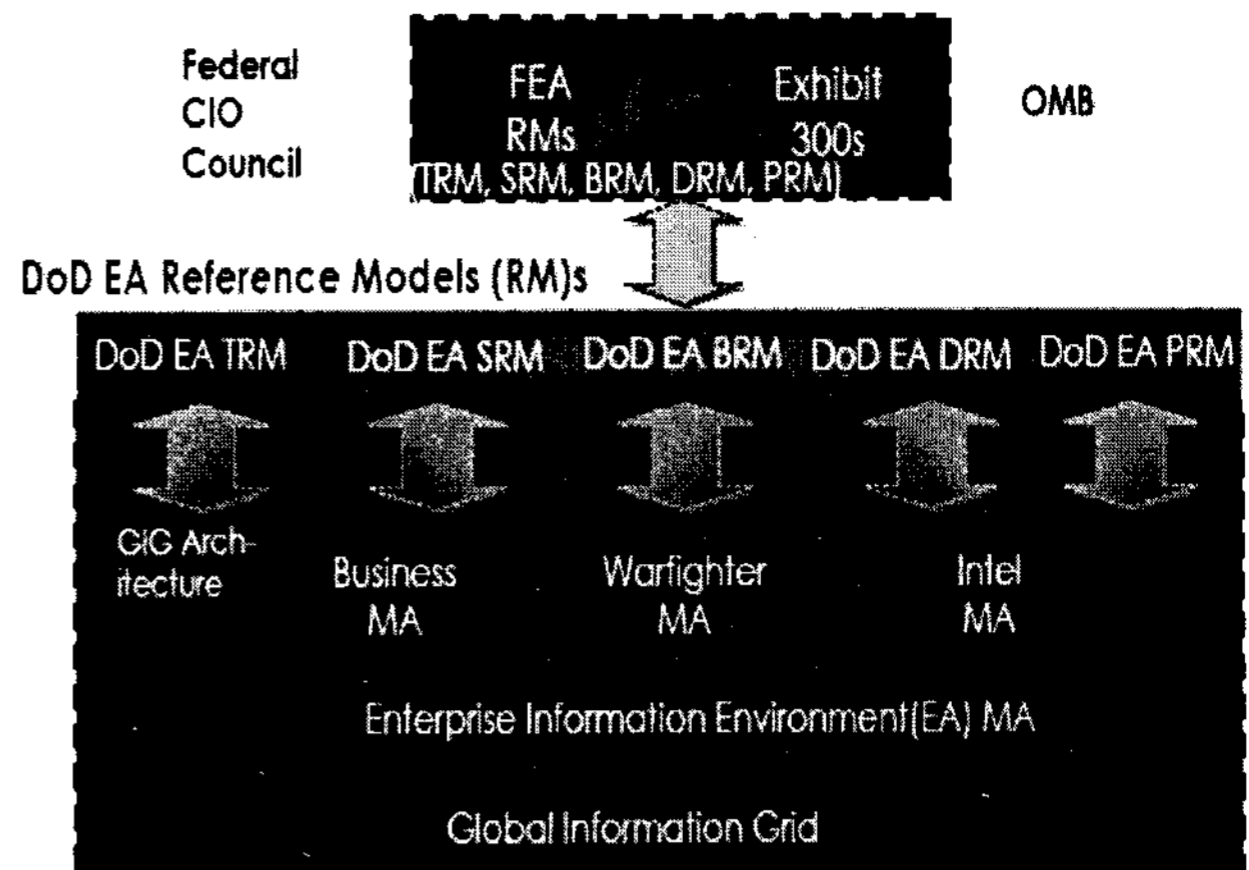 Federal
CIO
Council
FEA
RMs
Exhibit
300s
(TRM, SRM, BRM, DRM, PRM)
OMB
DoD EA Reference Models (RM)s
DoD EA TRM DoD EA SRM DoD EA BRM DoD EA DRM DoD EA PRM
GIG Arch-
itecture
Business
MA
Warfighter
MA
Intel
MA
Enterprise Information Environment(EA) MA
Global Information Grid